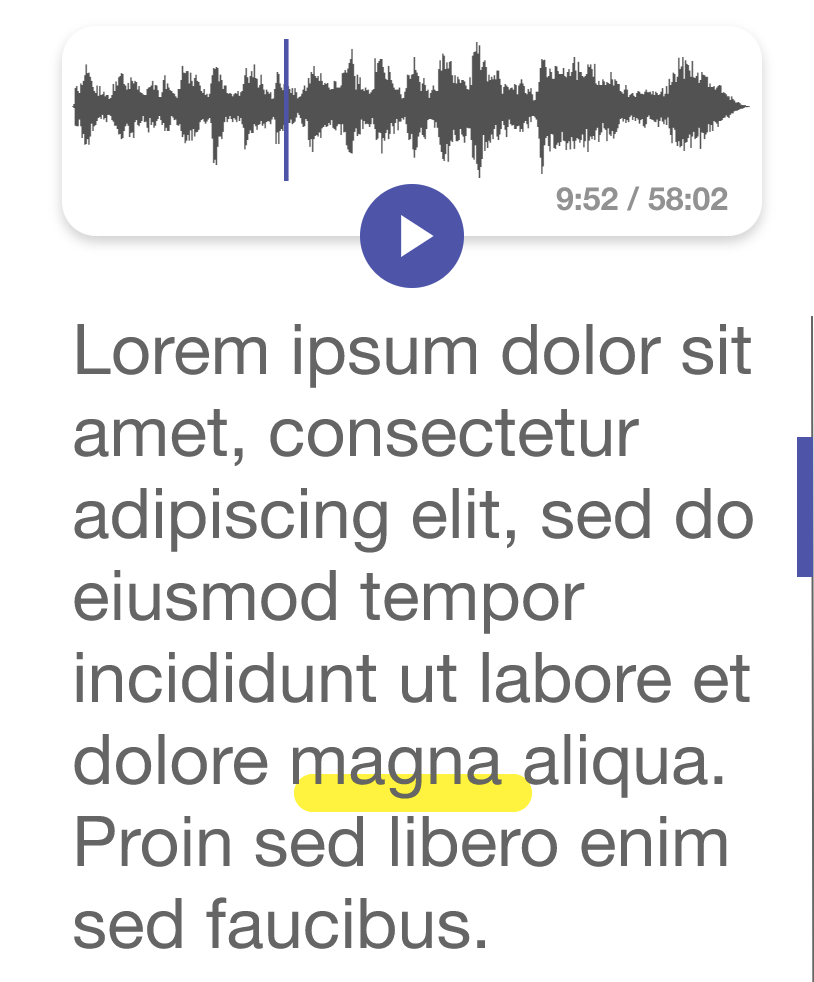 9:52 / 58:02
Lorem ipsum dolor sit
amet, consectetur
adipiscing elit, sed do
eiusmod tempor
incididunt ut labore et
dolore magna aliqua.
Proin sed libero enim
sed faucibus.